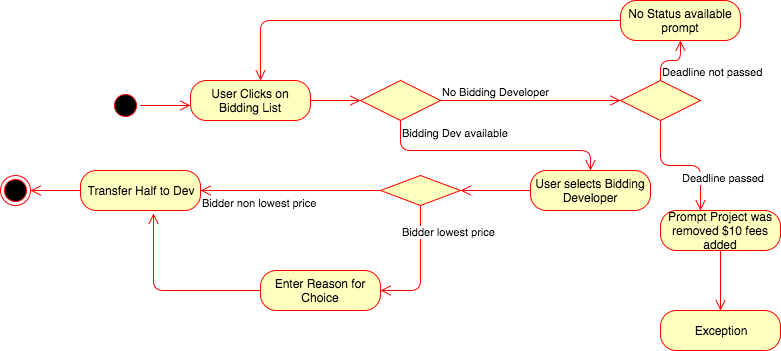 No Status available
prompt
User Clicks on
Bidding List
No Bidding Developer
Deadline not passed
Bidding Dev available
Transfer Half to Dev
Bidder non lowest price
User selects Bidding
Developer
Deadline passed
Bidder lowest price
Prompt Project was
removed $10 fees
added
Enter Reason for
Choice
Exception